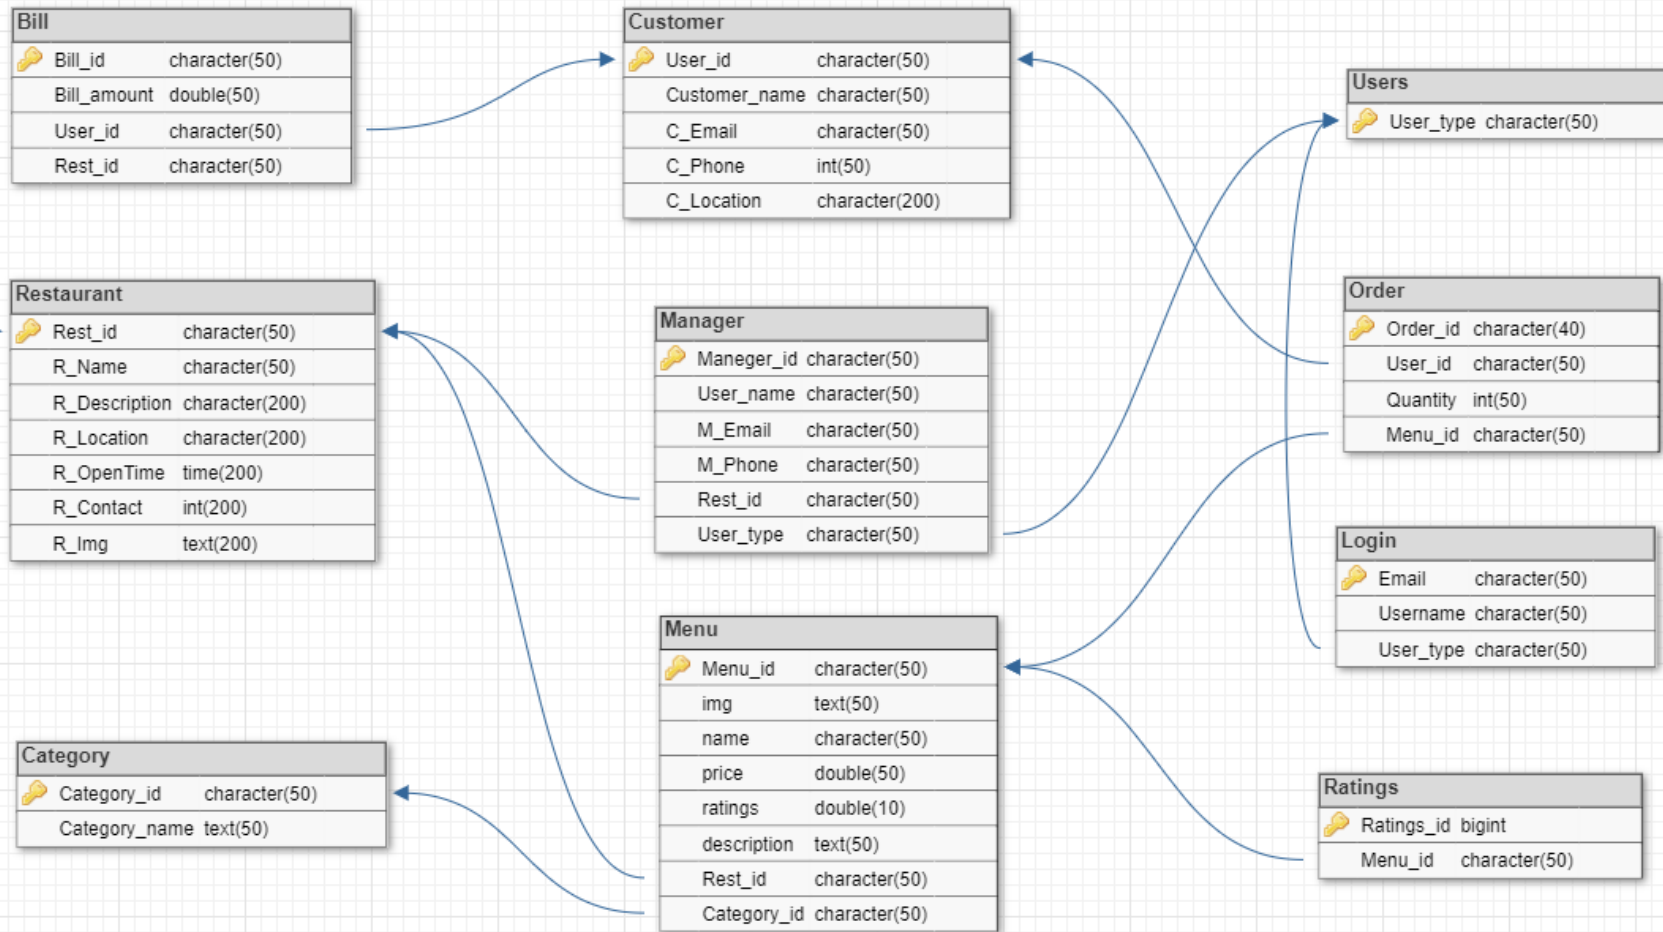 Bill
Bill_id character(50)
Bill_amount double(50)
User_id character(50)
Rest_id character(50)
Customer
User_id character(50)
Customer_name character(50)
C_Email character(50)
C_Phone int(50)
C_Location character(200)
Users
User_type character(50)
Restaurant
Rest_id character(50)
R_Name character(50)
R_Description character(200)
R_Location character(200)
R_OpenTime time(200)
R_Contact int(200)
R_Img text(200)
Manager
Maneger_id character(50)
User_name character(50)
M_Email character(50)
M_Phone character(50)
Rest_id character(50)
User_type character(50)
Order
Order_id character(40)
User_id character(50)
Quantity int(50)
Menu_id character(50)
Login
Email character(50)
Username character(50)
User_type character(50)
Category
Category_id character(50)
Category_name text(50)
Menu
Menu_id character(50)
img text(50)
name character(50)
price double(50)
ratings double(10)
description text(50)
Rest_id character(50)
Category_id character(50)
Ratings
Ratings_id bigint
Menu_id character(50)